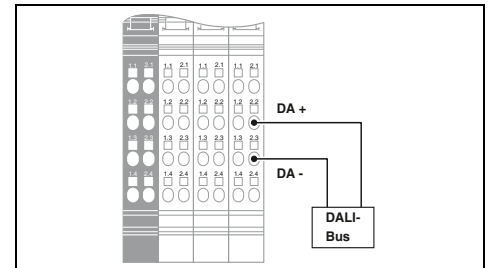 1.1 2.1 1.1 2.1 1.1 2.1 1.1 2.1
1.2 2.2 1.2 2.2 1.2 2.2 1.2 2.2
DA +
1.3 2.3 1.3 2.3 1.3 2.3 1.3 2.3
DA -
1.4 2.4 1.4 2.4 1.4 2.4 1.4 2.4
DALI-
Bus